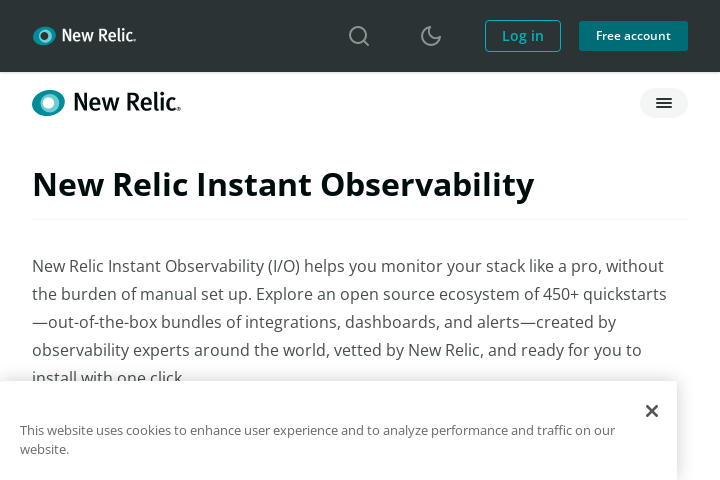 New Relic.
Log in
Free account
New Relic.
New Relic Instant Observability
New Relic Instant Observability (I/O) helps you monitor your stack like a pro, without
the burden of manual set up. Explore an open source ecosystem of 450+ quickstarts
—out-of-the-box bundles of integrations, dashboards, and alerts—created by
observability experts around the world, vetted by New Relic, and ready for you to
install with one click.
This website uses cookies to enhance user experience and to analyze performance and traffic on our
website.